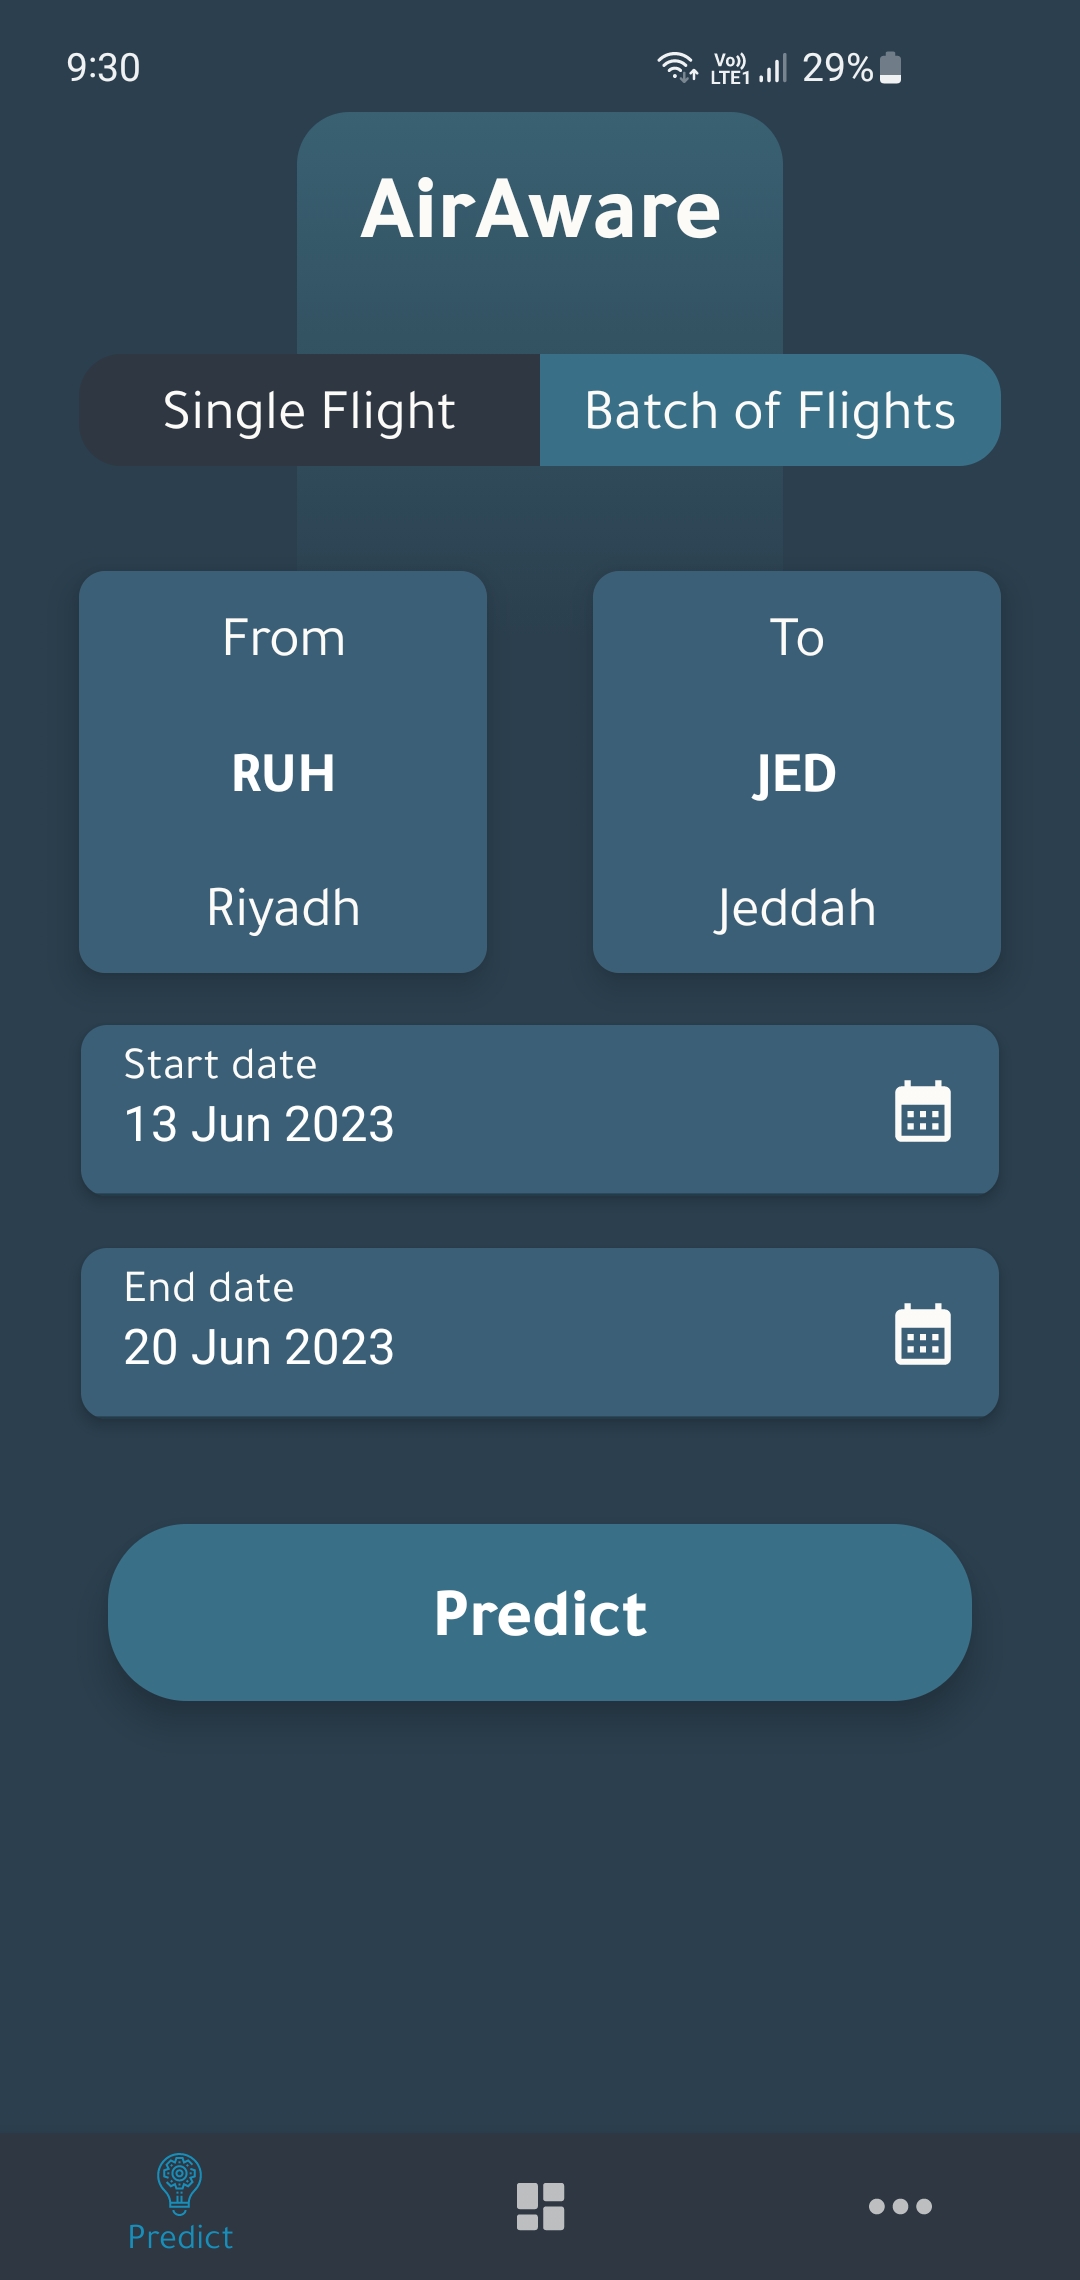 9:30
Vo)) LTE1 29%
AirAware
Single Flight
Batch of Flights
From
RUH
Riyadh
To
JED
Jeddah
Start date
13 Jun 2023
End date
20 Jun 2023
Predict
Predict